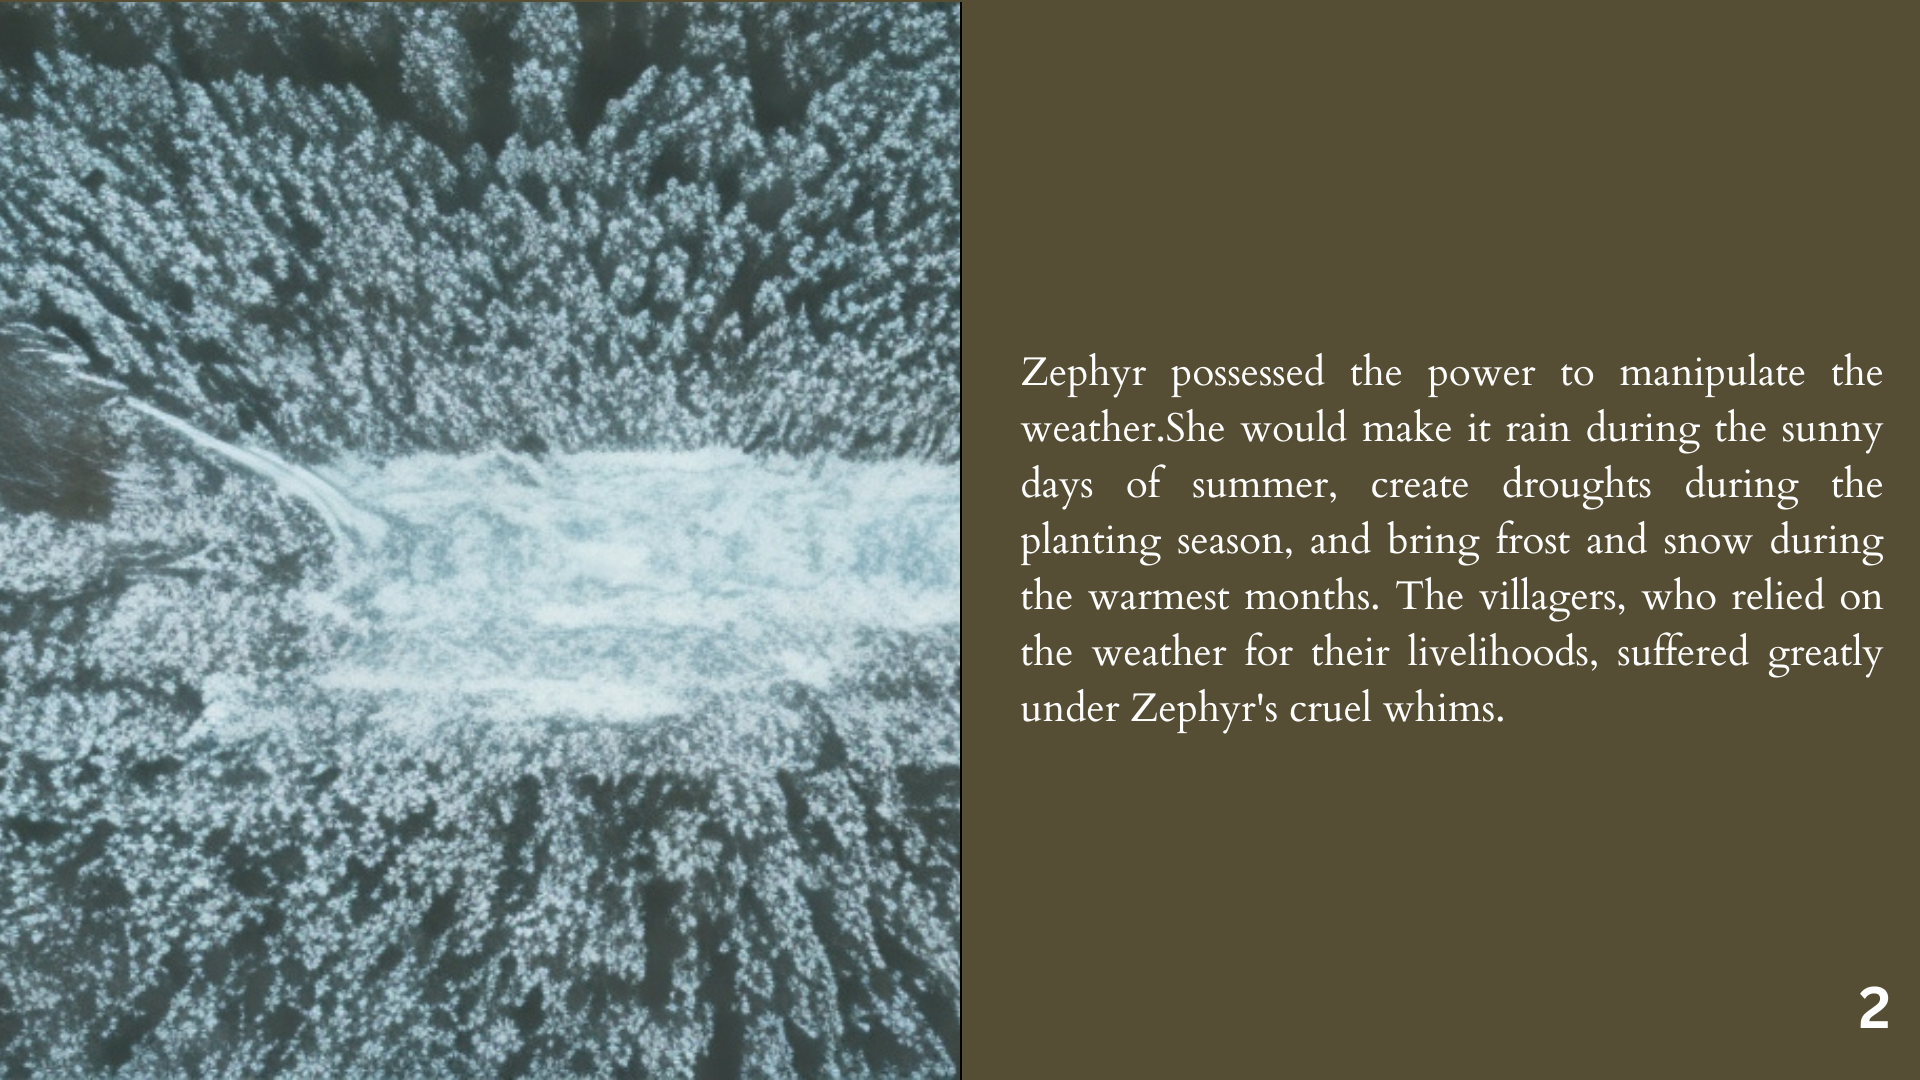 Zephyr possessed the power to manipulate the
weather.She would make it rain during the sunny
days of summer, create droughts during the
planting season, and bring frost and snow during
the warmest months. The villagers, who relied on
the weather for their livelihoods, suffered greatly
under Zephyr's cruel whims.
2